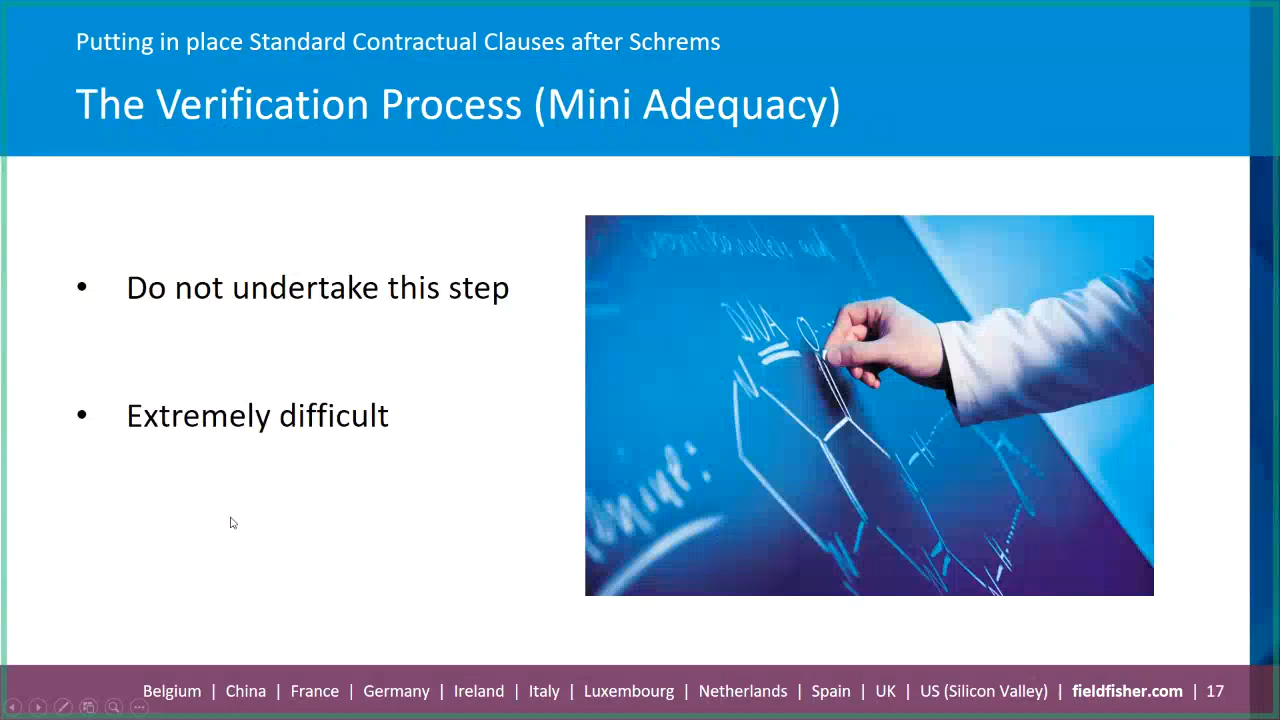 Putting in place Standard Contractual Clauses after Schrems
The Verification Process (Mini Adequacy)
• Do not undertake this step
• Extremely difficult
DNA
Belgium | China | France | Germany | Ireland | Italy | Luxembourg | Netherlands | Spain | UK | US (Silicon Valley) | fieldfisher.com | 17